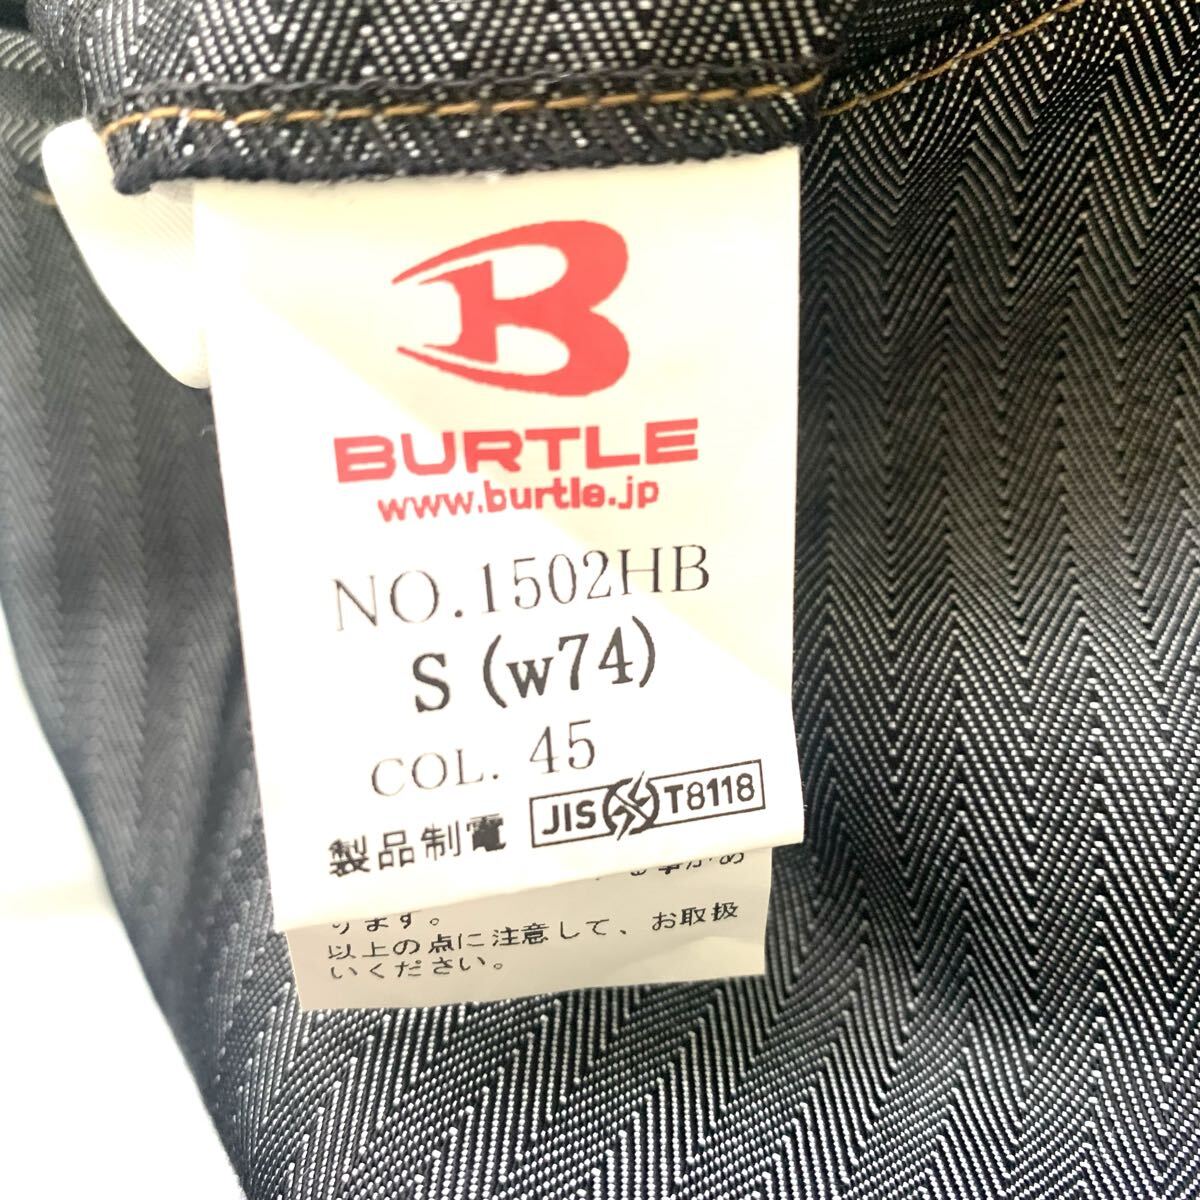 BURTLE
www.burtle.jp
NO.1502HB
S (w74)
COL. 45
製品制電 JIS T8118
ります。
以上の点に注意して、お取扱
いください。